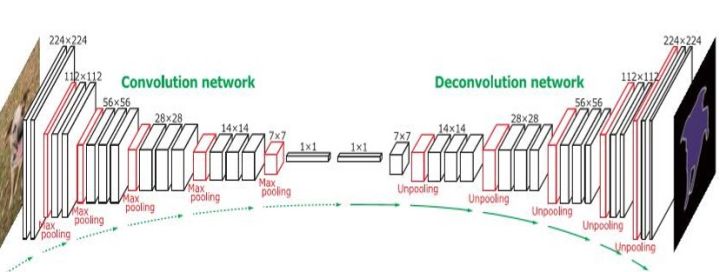 224×224
112×112
56×56
28×28
14×14
7×7
1×1
1×1
7×7
14×14
28×28
56×56
112×112
224×224
Convolution network
Deconvolution network
Max
pooling
Max
pooling
Max
pooling
Max
pooling
Max
pooling
Unpooling
Unpooling
Unpooling
Unpooling
Unpooling